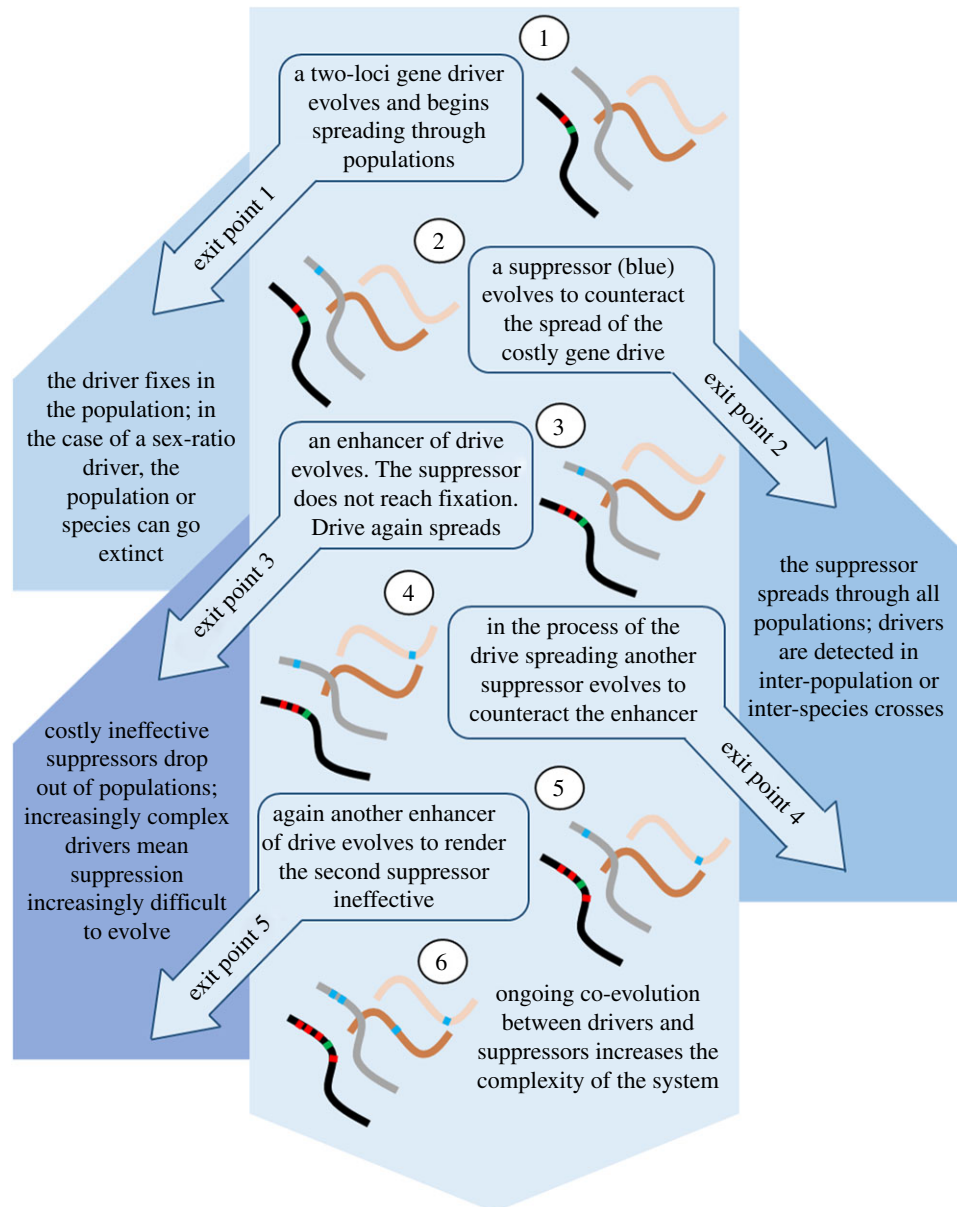 1
a two-loci gene driver
evolves and begins
spreading through
populations
exit point 1
the driver fixes in
the population; in
the case of a sex-ratio
driver, the
population or
species can go
extinct
2
a suppressor (blue)
evolves to counteract
the spread of the
costly gene drive
exit point 2
the suppressor
spreads through all
populations; drivers
are detected in
inter-population or
inter-species crosses
3
an enhancer of drive
evolves. The suppressor
does not reach fixation.
Drive again spreads
exit point 3
costly ineffective
suppressors drop
out of populations;
increasingly complex
drivers mean
suppression
increasingly difficult
to evolve
4
in the process of the
drive spreading another
suppressor evolves to
counteract the enhancer
exit point 4
5
again another enhancer
of drive evolves to render
the second suppressor
ineffective
exit point 5
6
ongoing co-evolution
between drivers and
suppressors increases the
complexity of the system